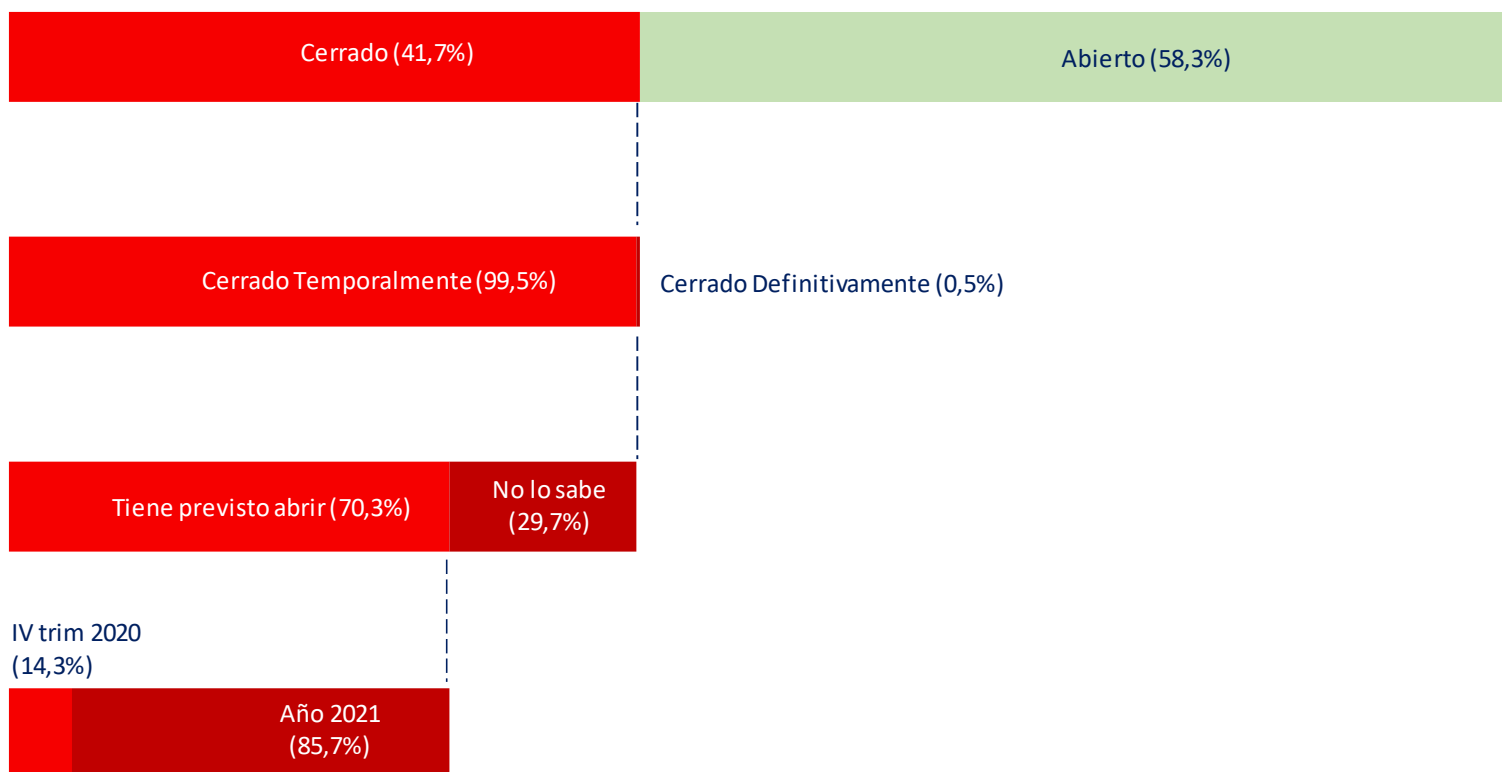 Cerrado (41,7%)
Abierto (58,3%)
Cerrado Temporalmente (99,5%)
Cerrado Definitivamente (0,5%)
Tiene previsto abrir (70,3%)
No lo sabe
(29,7%)
IV trim 2020
(14,3%)
Año 2021
(85,7%)